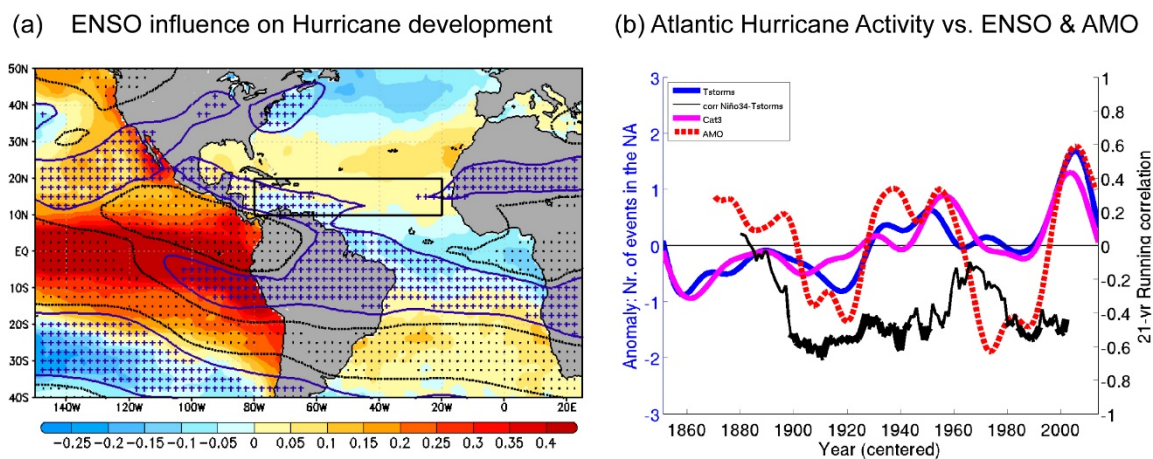 (a) ENSO influence on Hurricane development
50N
40N
30N
20N
10N
EQ
10S
20S
30S
40S
140W 120W 100W 80W 60W 40W 20W 0 20E
-0.25 -0.2 -0.1 -0.05 0 0.05 0.1 0.15 0.2 0.25 0.3 0.35 0.4
(b) Atlantic Hurricane Activity vs. ENSO & AMO
Anomaly: Nr. of events in the NA
3
2
1
0
-1
-2
-3
Tstorms
corr Niño34-Tstorms
Cat3
AMO
1
0.8
0.6
0.4
0.2
0
-0.2
-0.4
-0.6
-0.8
-1
21-yr Running correlation
1860 1880 1900 1920 1940 1960 1980 2000
Year (centered)